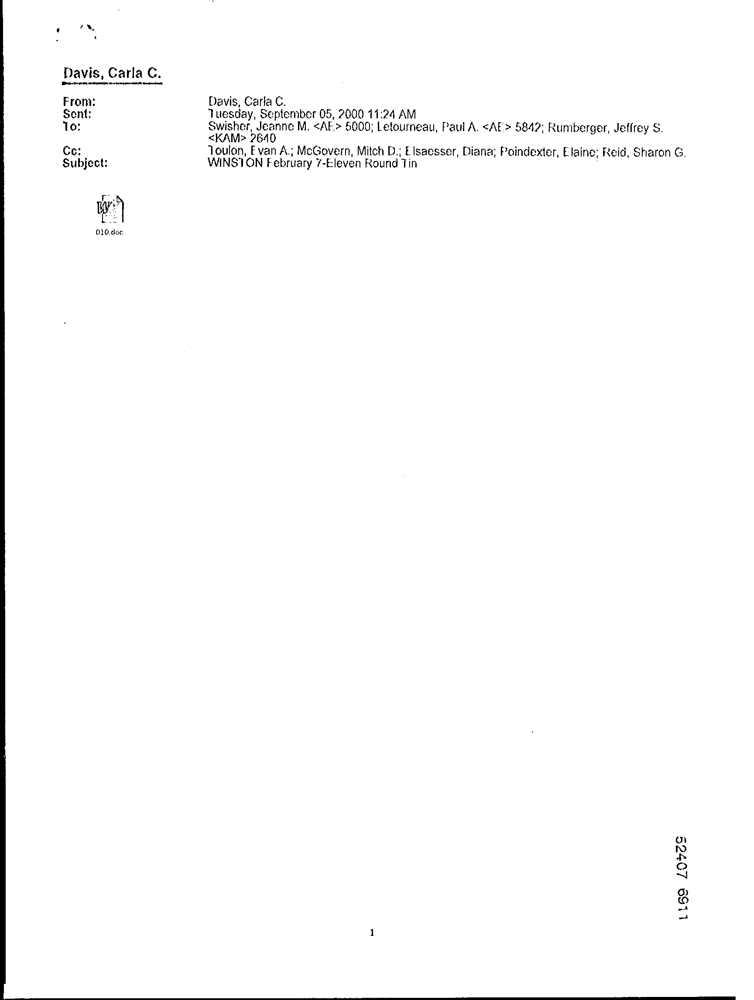 Davis, Carla C.
From: Davis, Carla C.
Sent: Tuesday, September 05, 2000 11:24 AM
To: Swisher, Jeanne M. <AE> 5000; Letourneau, Paul A. <AE> 5842; Rumberger, Jeffrey S.
<KAM> 2640
Cc: Toulon, Evan A.; McGovern, Mitch D.; Elsaesser, Diana; Poindexter, Elaine; Reid, Sharon G.
Subject: WINSTON February 7-Eleven Round Tin
010.doc
52407 6911
1